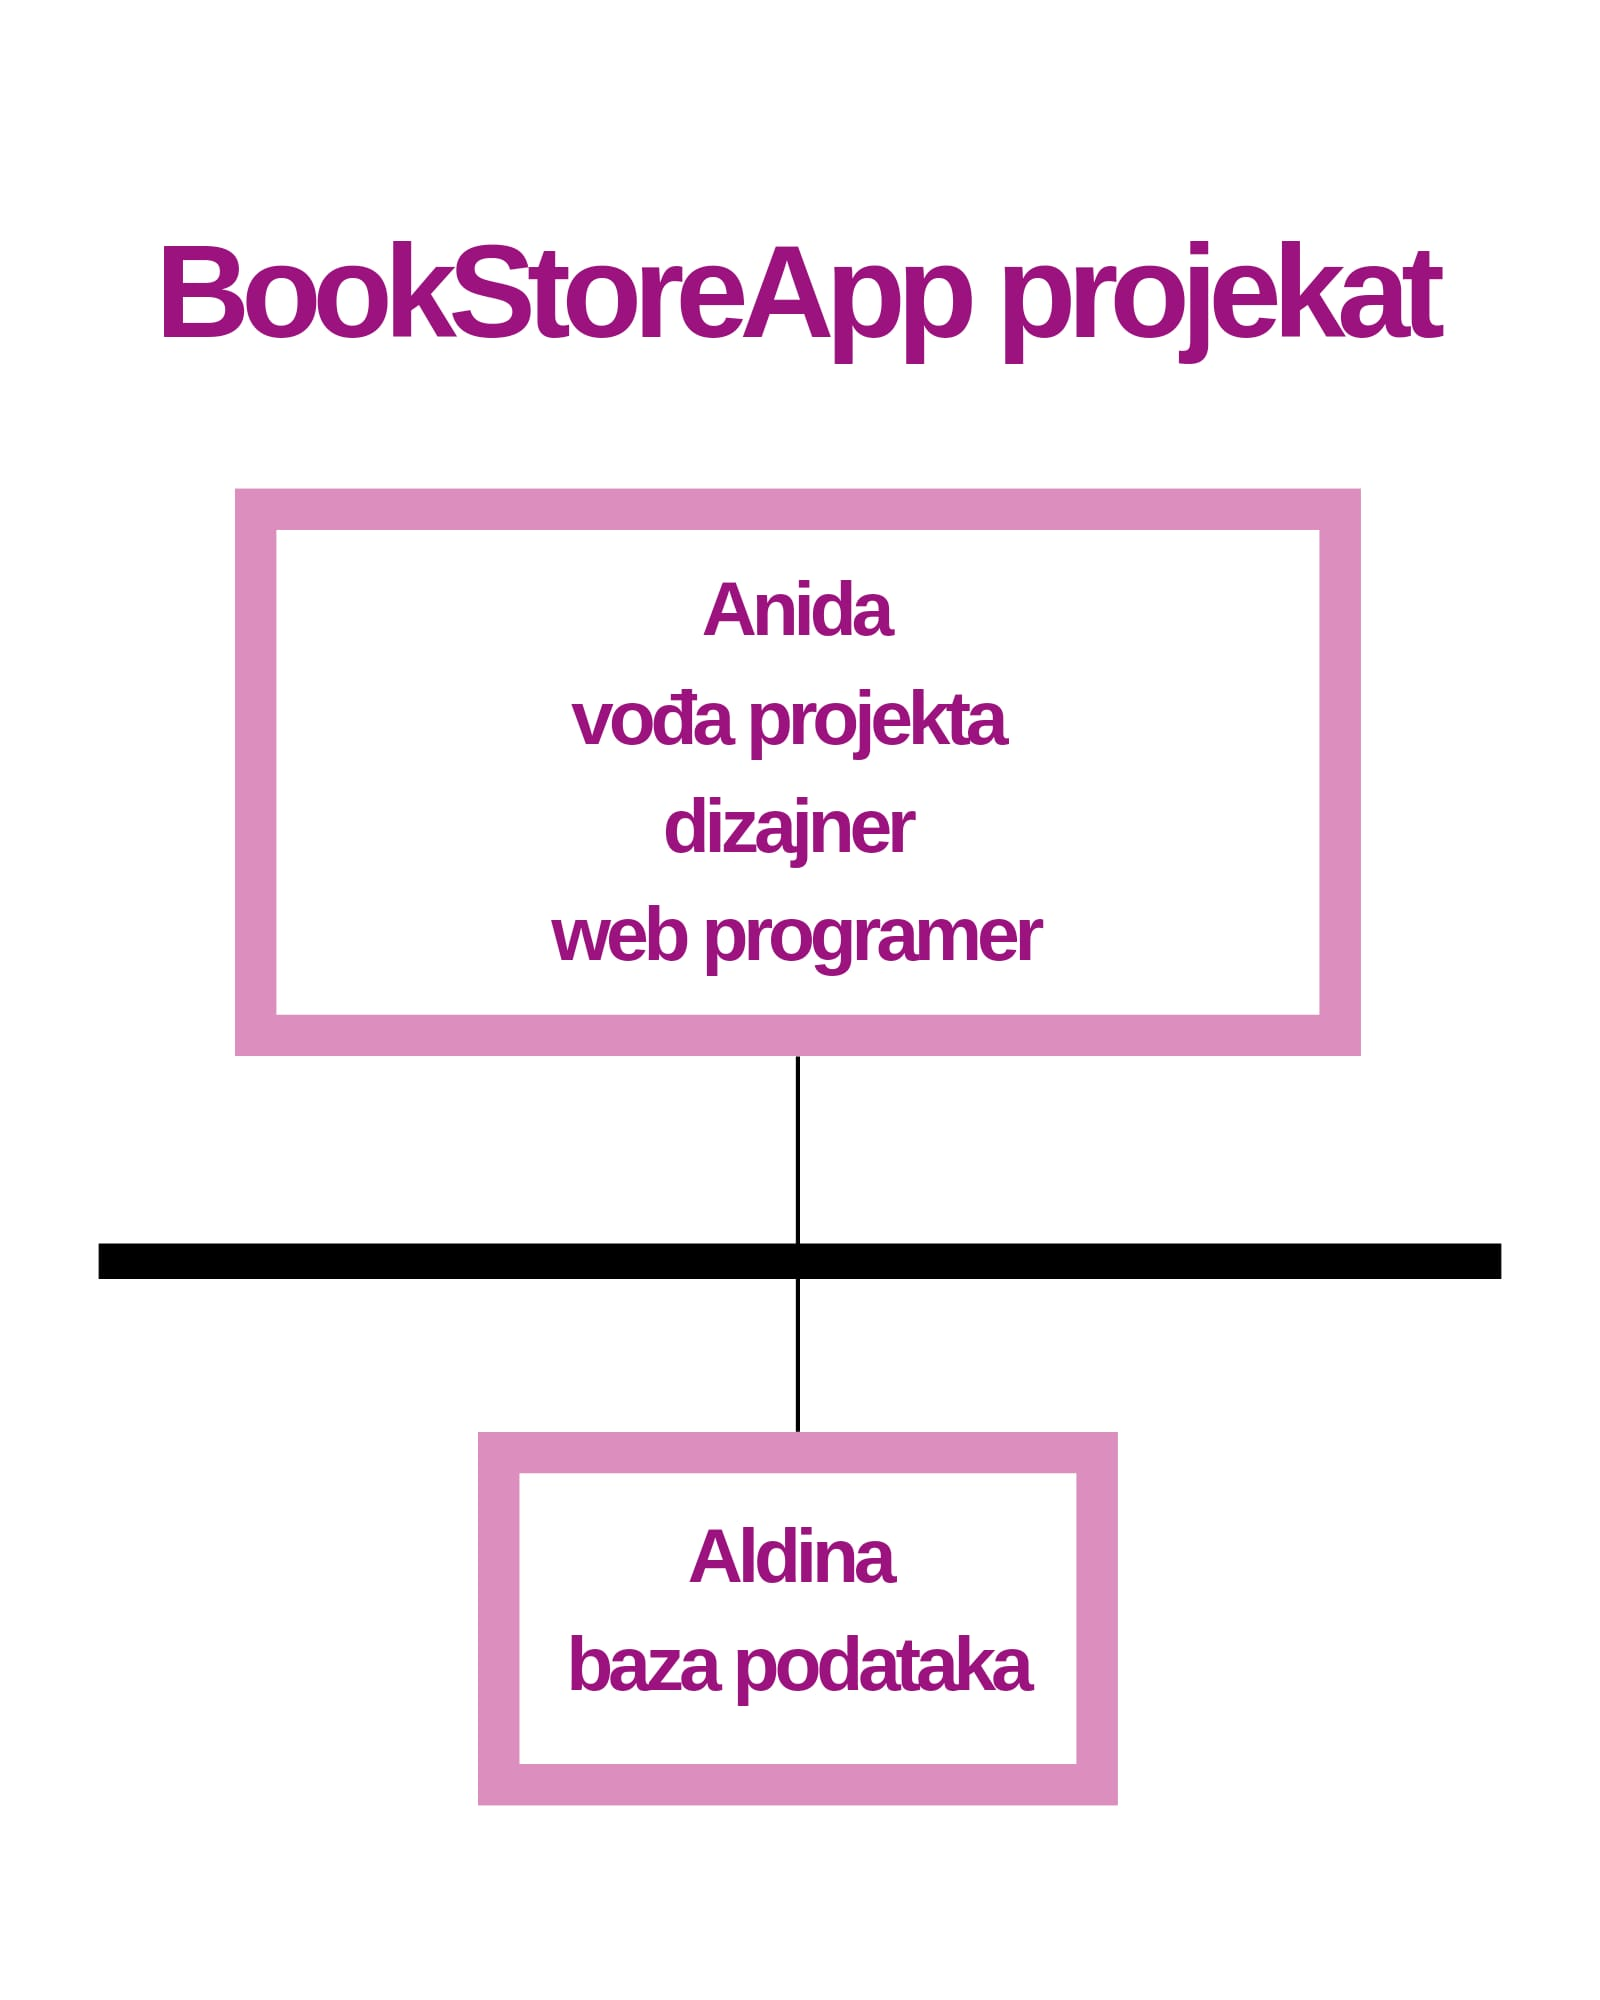 BookStoreApp projekat
Anida
vođa projekta
dizajner
web programer
Aldina
baza podataka